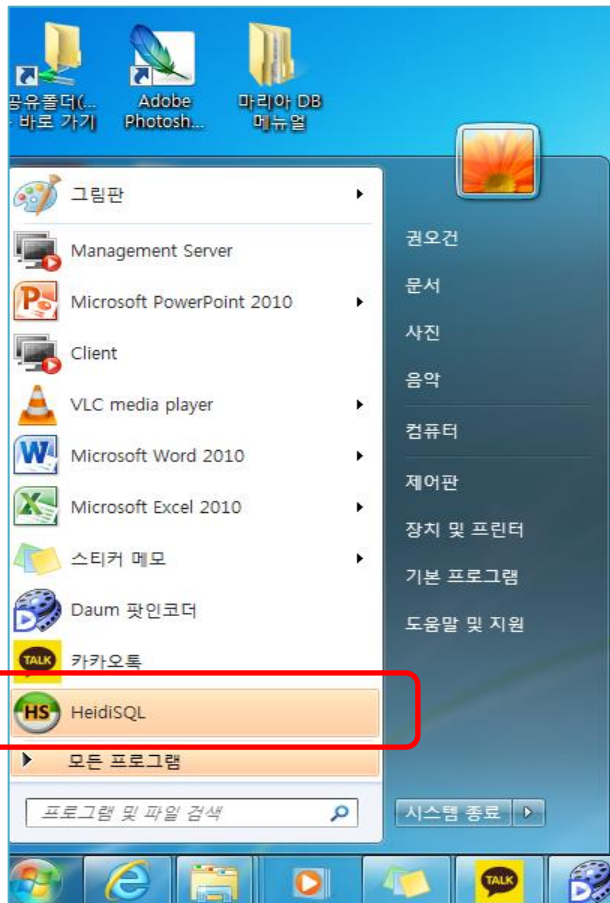 공유폴더(...
- 바로 가기
Adobe
Photosh...
마리아 DB
메뉴얼
그림판
Management Server
Microsoft PowerPoint 2010
Client
VLC media player
Microsoft Word 2010
Microsoft Excel 2010
스티커 메모
Daum 팟인코더
TALK
카카오톡
HS
HeidiSQL
모든 프로그램
프로그램 및 파일 검색
권오건
문서
사진
음악
컴퓨터
제어판
장치 및 프린터
기본 프로그램
도움말 및 지원
시스템 종료
TALK